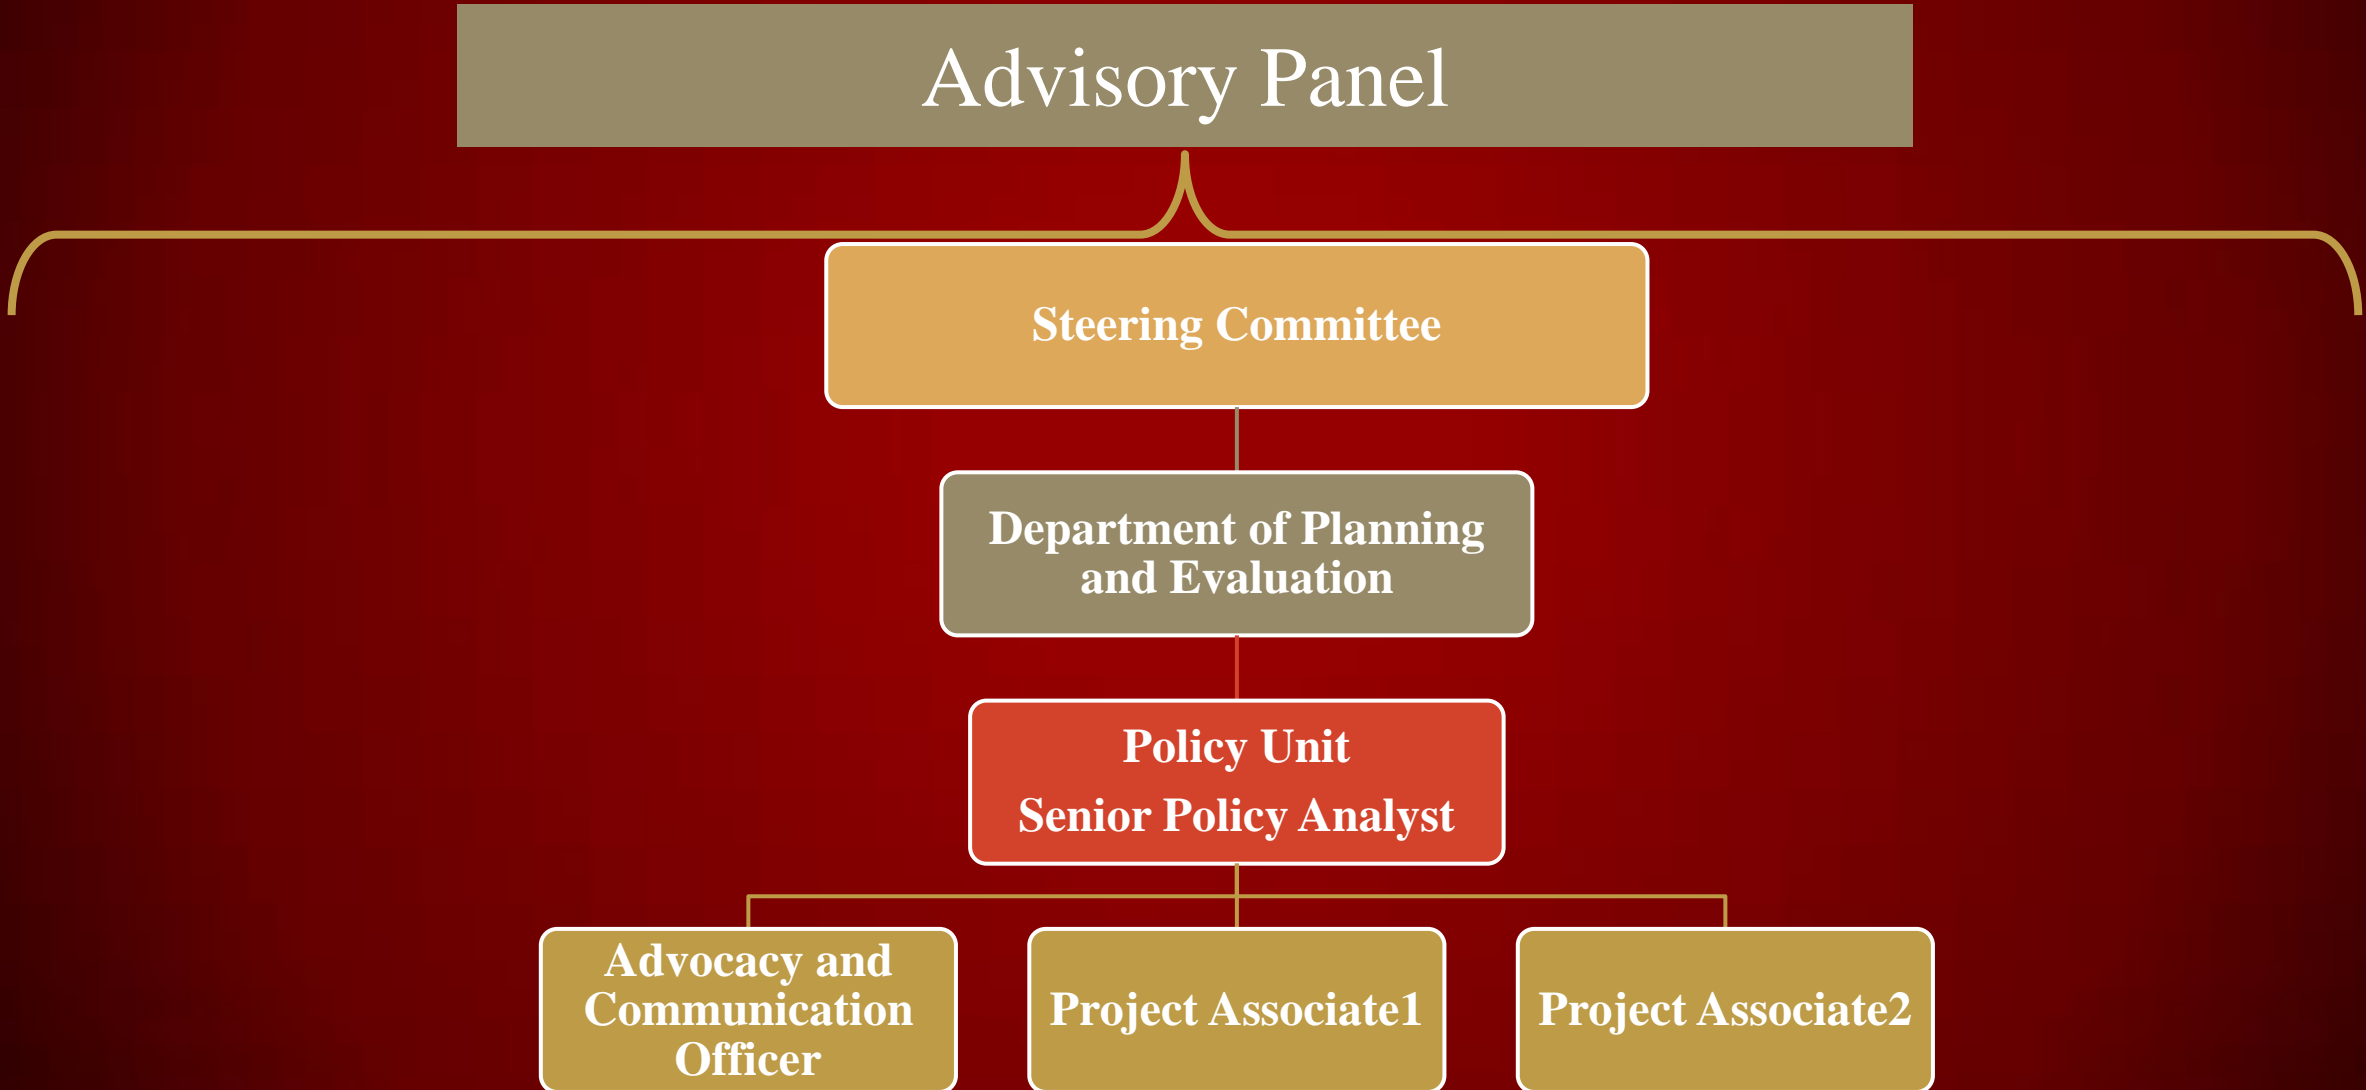 Advisory Panel
Steering Committee
Department of Planning
and Evaluation
Policy Unit
Senior Policy Analyst
Advocacy and
Communication
Officer
Project Associate1
Project Associate2